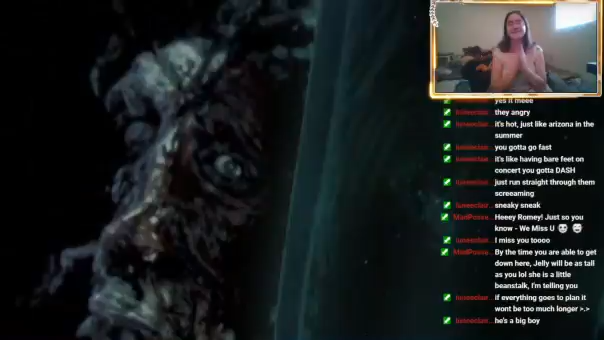 yes it meee
they angry
it's hot, just like arizona in the
summer
you gotta go fast
it's like having bare feet on
concert you gotta DASH
just run straight through them
screeaming
sneaky sneak
Heeey Romey! Just so you
know - We Miss U
I miss you toooo
By the time you are able to get
down here, Jelly will be as tall
as you lol she is a little
beanstalk, I'm telling you
if everything goes to plan it
wont be too much longer >.>
he's a big boy